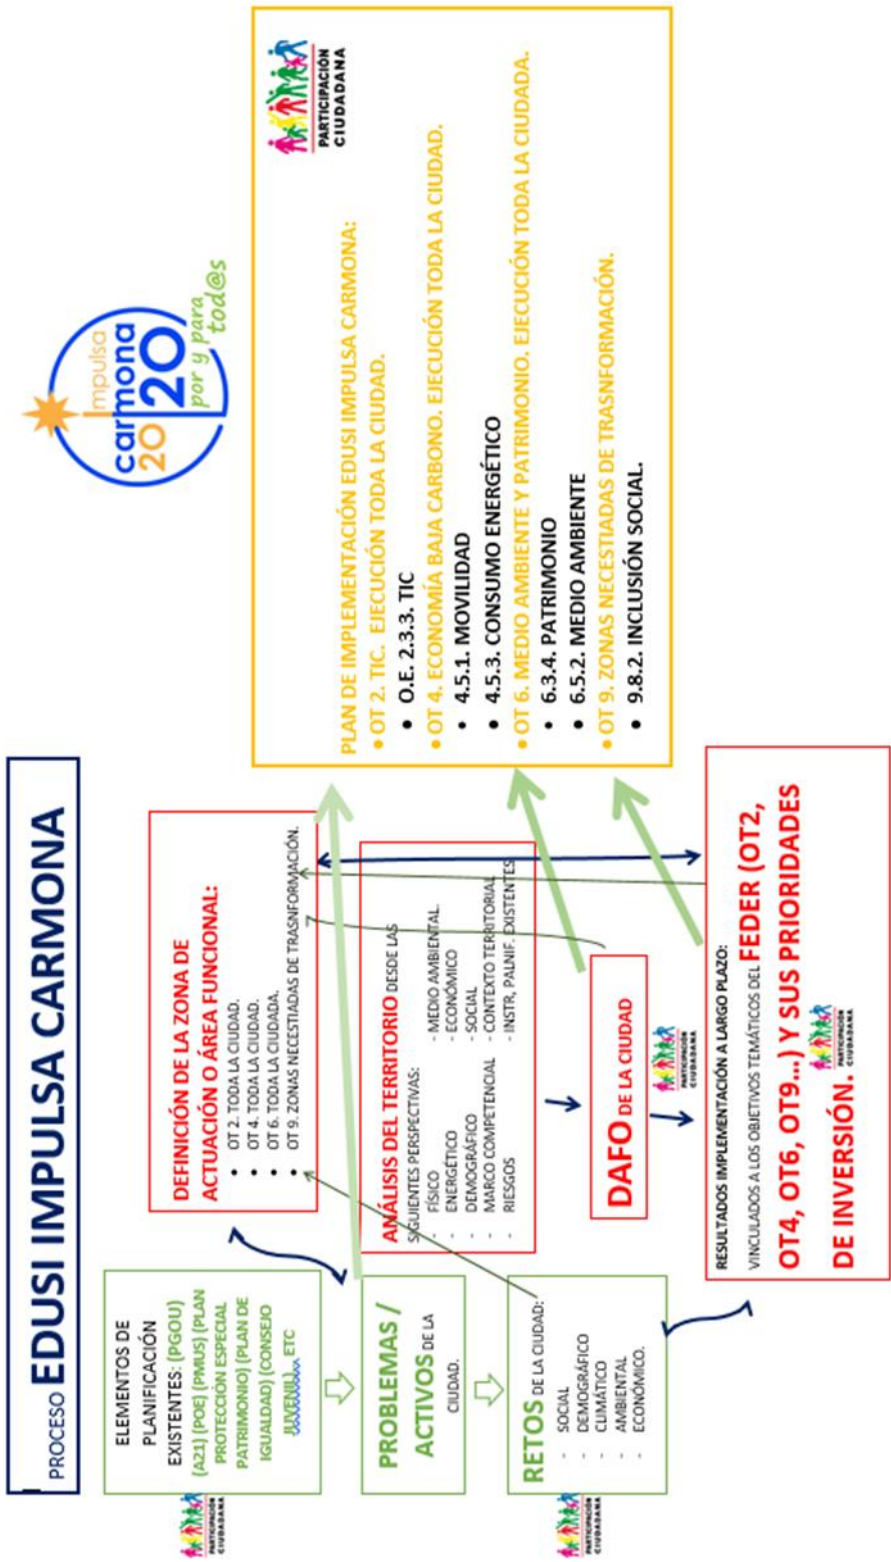 PROCESO EDUSI IMPULSA CARMONA
Impulsa
carmona
2020
por y para
tod@s
ELEMENTOS DE
PLANIFICACIÓN
EXISTENTES: (PGOU)
(A21) (POE) (PMUS) (PLAN
PROTECCIÓN ESPECIAL
PATRIMONIO) (PLAN DE
IGUALDAD) (CONSEJO
JUVENIL)... ETC
PARTICIPACIÓN
CIUDADANA
PROBLEMAS /
ACTIVOS DE LA
CIUDAD.
RETOS DE LA CIUDAD:
- SOCIAL
- DEMOGRÁFICO
- CLIMÁTICO
- AMBIENTAL
- ECONÓMICO.
PARTICIPACIÓN
CIUDADANA
DEFINICIÓN DE LA ZONA DE
ACTUACIÓN O ÁREA FUNCIONAL:
• OT 2. TODA LA CIUDAD.
• OT 4. TODA LA CIUDAD.
• OT 6. TODA LA CIUDADA.
• OT 9. ZONAS NECESTIADAS DE TRASNFORMACIÓN.
ANÁLISIS DEL TERRITORIO DESDE LAS
SIGUIENTES PERSPECTIVAS:
- FÍSICO
- ENERGÉTICO
- DEMOGRÁFICO
- MARCO COMPETENCIAL
- RIESGOS
- MEDIO AMBIENTAL.
- ECONÓMICO
- SOCIAL
- CONTEXTO TERRITORIAL
- INSTR, PALNIF. EXISTENTES
DAFO DE LA CIUDAD
PARTICIPACIÓN
CIUDADANA
RESULTADOS IMPLEMENTACIÓN A LARGO PLAZO:
VINCULADOS A LOS OBJETIVOS TEMÁTICOS DEL FEDER (OT2,
OT4, OT6, OT9...) Y SUS PRIORIDADES
DE INVERSIÓN.
PARTICIPACIÓN
CIUDADANA
PARTICIPACIÓN
CIUDADANA
PLAN DE IMPLEMENTACIÓN EDUSI IMPULSA CARMONA:
• OT 2. TIC. EJECUCIÓN TODA LA CIUDAD.
• O.E. 2.3.3. TIC
• OT 4. ECONOMÍA BAJA CARBONO. EJECUCIÓN TODA LA CIUDAD.
• 4.5.1. MOVILIDAD
• 4.5.3. CONSUMO ENERGÉTICO
• OT 6. MEDIO AMBIENTE Y PATRIMONIO. EJECUCIÓN TODA LA CIUDADA.
• 6.3.4. PATRIMONIO
• 6.5.2. MEDIO AMBIENTE
• OT 9. ZONAS NECESTIADAS DE TRASNFORMACIÓN.
• 9.8.2. INCLUSIÓN SOCIAL.